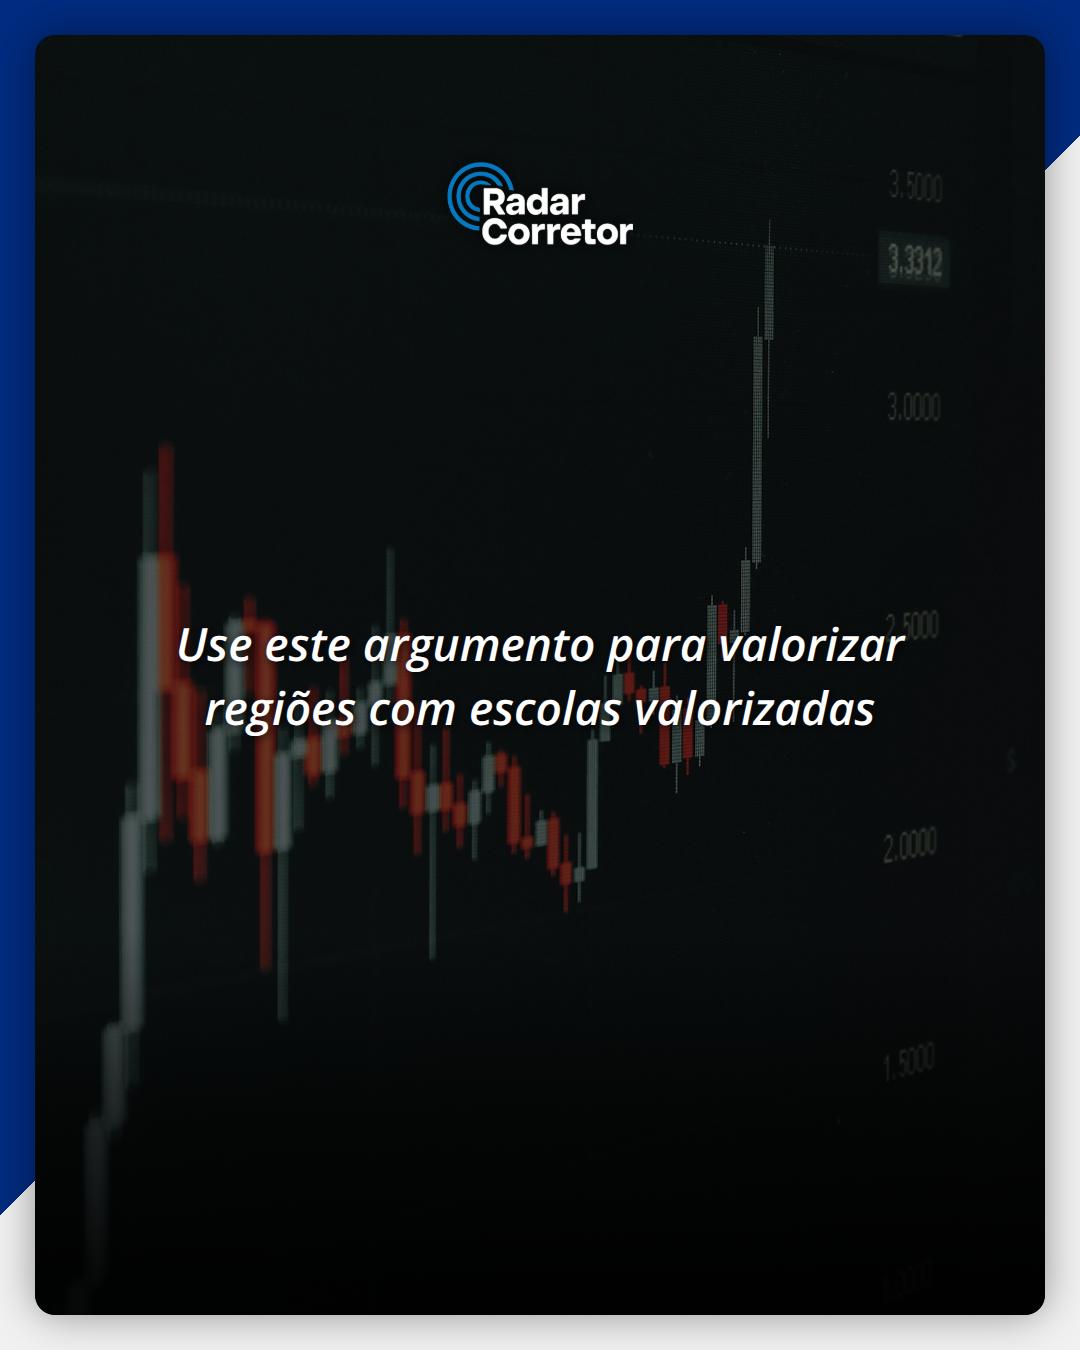 Radar
Corretor
3.5000
3.3312
3.0000
2.5000
Use este argumento para valorizar
regiões com escolas valorizadas
2.0000
1.5000